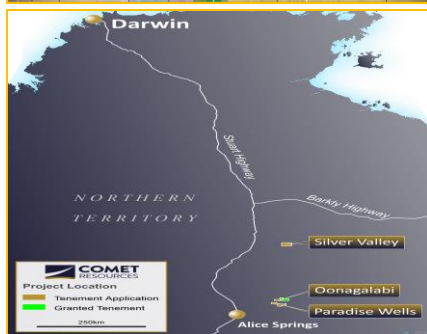 Darwin
Stuart Highway
NORTHERN
TERRITORY
Barkly Highway
Silver Valley
Oonagalabi
Paradise Wells
Alice Springs
COMET
RESOURCES
Project Location
Tenement Application
Granted Tenement
250km